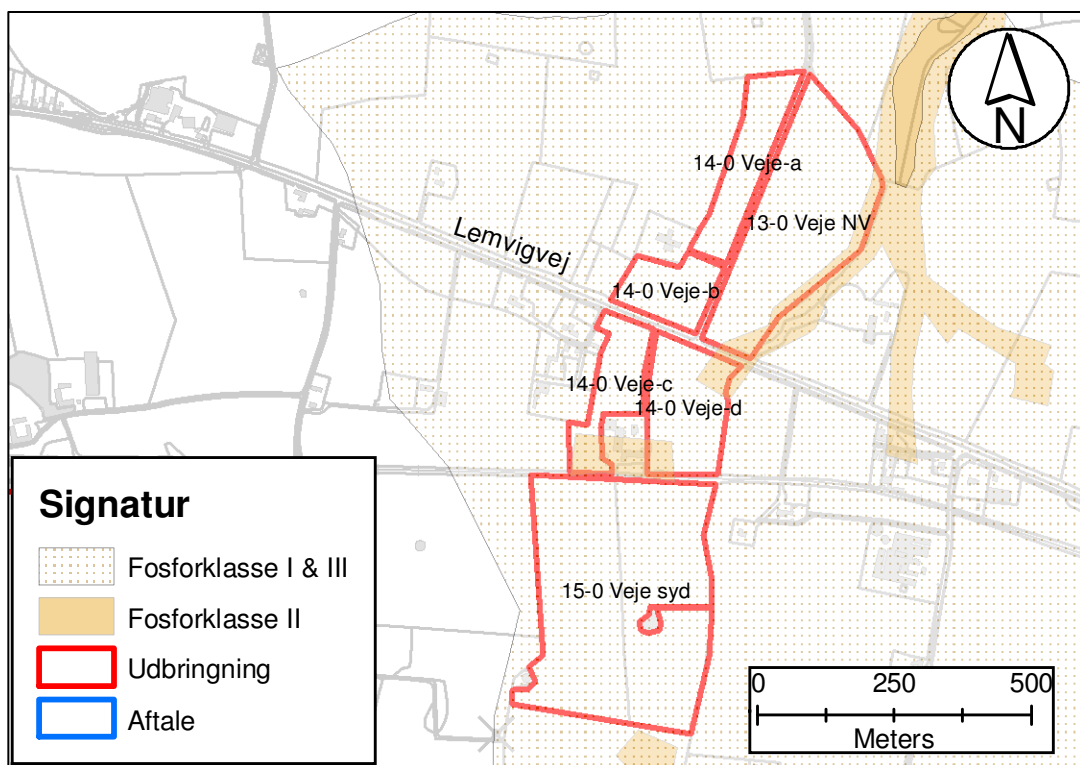 N
14-0 Veje-a
13-0 Veje NV
Lemvigvej
14-0 Veje-b
14-0 Veje-c
14-0 Veje-d
15-0 Veje syd
Signatur
Fosforklasse I & III
Fosforklasse II
Udbringning
Aftale
0 250 500
Meters